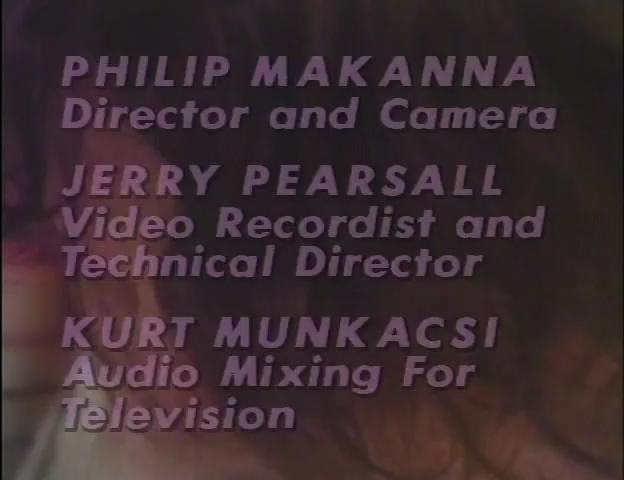 PHILIP MAKANNA
Director and Camera
JERRY PEARSALL
Video Recordist and
Technical Director
KURT MUNKACSI
Audio Mixing For
Television